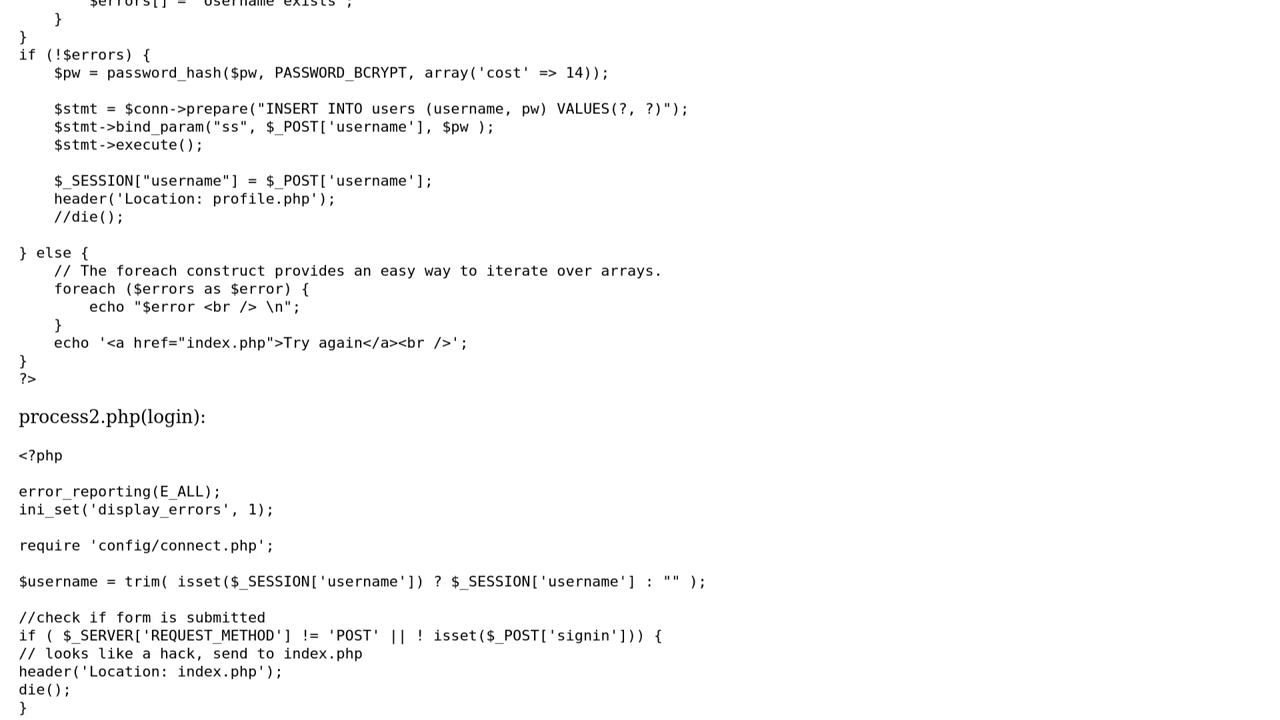 $errors[] = 'Username exists';
}
}
if (!$errors) {
$pw = password_hash($pw, PASSWORD_BCRYPT, array('cost' => 14));
$stmt = $conn->prepare("INSERT INTO users (username, pw) VALUES(?, ?)");
$stmt->bind_param("ss", $_POST['username'], $pw );
$stmt->execute();
$_SESSION["username"] = $_POST['username'];
header('Location: profile.php');
//die();
} else {
// The foreach construct provides an easy way to iterate over arrays.
foreach ($errors as $error) {
echo "$error <br /> \n";
}
echo '<a href="index.php">Try again</a><br />';
}
?>
process2.php(login):
<?php
error_reporting(E_ALL);
ini_set('display_errors', 1);
require 'config/connect.php';
$username = trim( isset($_SESSION['username']) ? $_SESSION['username'] : "" );
//check if form is submitted
if ( $_SERVER['REQUEST_METHOD'] != 'POST' || ! isset($_POST['signin'])) {
// looks like a hack, send to index.php
header('Location: index.php');
die();
}